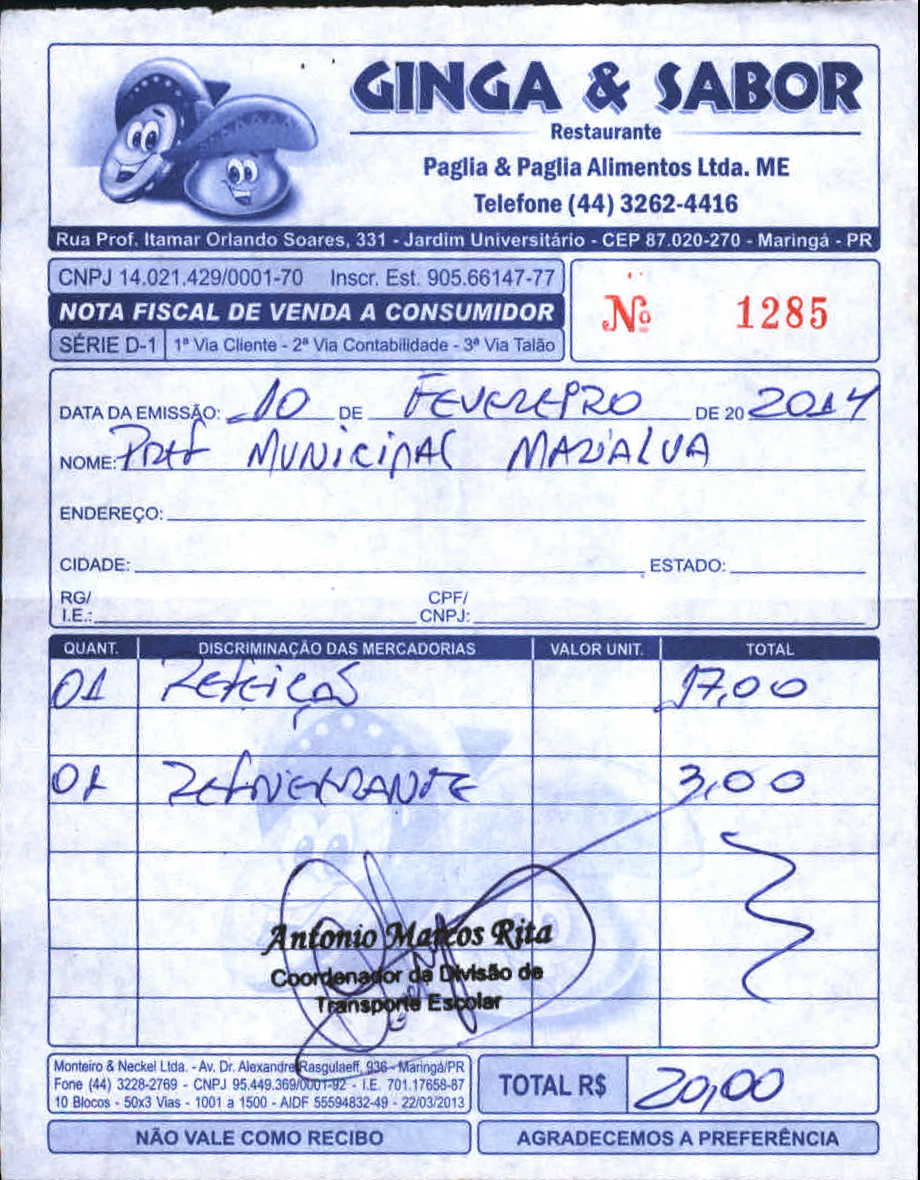 GINGA & SABOR
Restaurante
Paglia & Paglia Alimentos Ltda. ME
Telefone (44) 3262-4416
Rua Prof. Itamar Orlando Soares, 331 - Jardim Universitário - CEP 87.020-270 - Maringá - PR
CNPJ 14.021.429/0001-70 Inscr. Est. 905.66147-77
NOTA FISCAL DE VENDA A CONSUMIDOR
SÉRIE D-1 1ª Via Cliente - 2ª Via Contabilidade - 3ª Via Talão
Nº 1285
DATA DA EMISSÃO: 10 DE FEVEREIRO DE 20 2014
NOME: Pref MUNICIPAL MARIALVA
ENDEREÇO:
CIDADE: ESTADO:
RG/ I.E.: CPF/ CNPJ:
QUANT. DISCRIMINAÇÃO DAS MERCADORIAS VALOR UNIT. TOTAL
01 Refeição 17,00
01 REFRIGERANTE 3,00
Antonio Marcos Rita
Coordenador da Divisão de
Transporte Escolar
Monteiro & Neckel Ltda. - Av. Dr. Alexandre Rasgulaeff, 936 - Maringá/PR
Fone (44) 3228-2769 - CNPJ 95.449.369/0001-92 - I.E. 701.17658-87
10 Blocos - 50x3 Vias - 1001 a 1500 - AIDF 55594832-49 - 22/03/2013
TOTAL R$ 20,00
NÃO VALE COMO RECIBO
AGRADECEMOS A PREFERÊNCIA